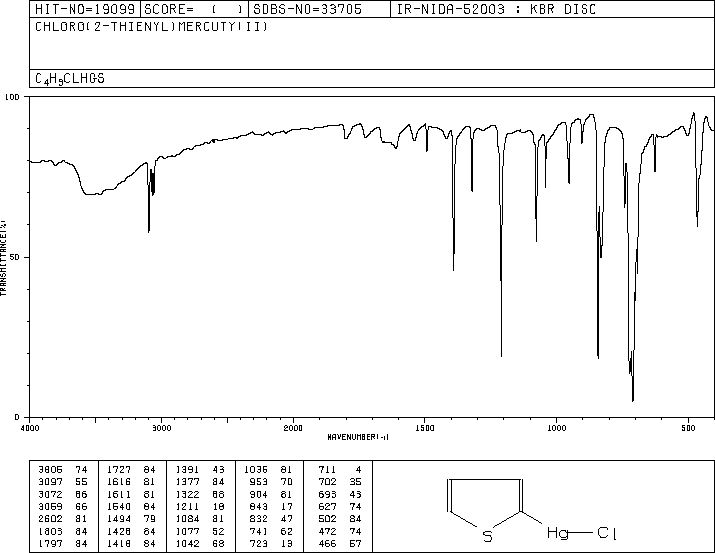 HIT-NO=19099 SCORE= ( ) SDBS-NO=33705 IR-NIDA-52003 : KBR DISC
CHLORO(2-THIENYL)MERCUTY(II)
C4H3CLHGS
100
50
0
TRANSMITTANCE(%)
4000 3000 2000 1500 1000 500
WAVENUMBER(-1)
3805 74 1727 84 1391 43 1036 81 711 4
3097 55 1616 81 1377 84 953 70 702 35
3072 66 1611 81 1322 68 904 81 693 43
3059 66 1540 84 1211 18 843 17 627 74
2602 81 1494 79 1084 81 832 47 502 84
1803 84 1428 84 1077 52 741 62 472 74
1797 84 1418 84 1042 68 723 13 466 57
S Hg Cl